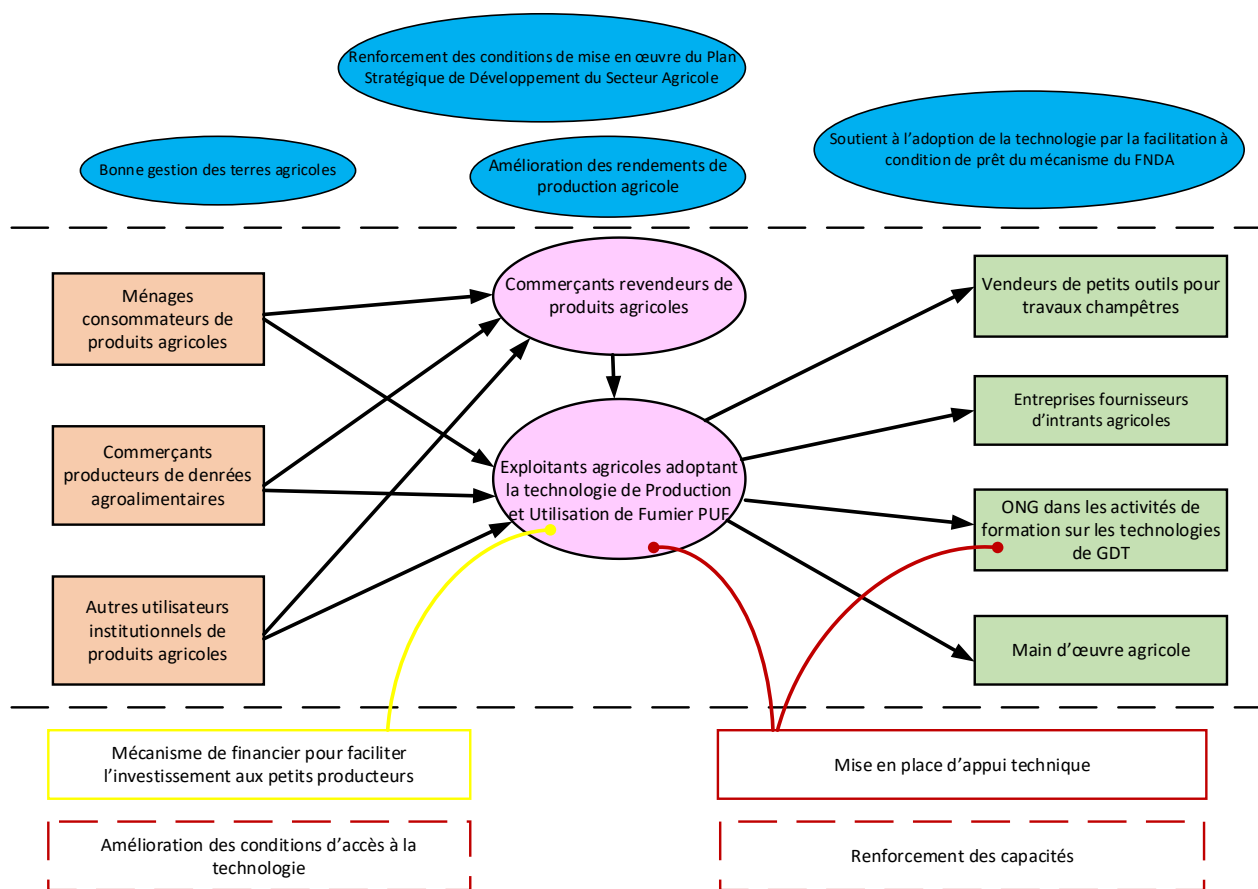 Renforcement des conditions de mise en œuvre du Plan
Stratégique de Développement du Secteur Agricole
Bonne gestion des terres agricoles
Amélioration des rendements de
production agricole
Soutient à l'adoption de la technologie par la facilitation à
condition de prêt du mécanisme du FNDA
Ménages
consommateurs de
produits agricoles
Commerçants revendeurs de
produits agricoles
Vendeurs de petits outils pour
travaux champêtres
Commerçants
producteurs de denrées
agroalimentaires
Exploitants agricoles adoptant
la technologie de Production
et Utilisation de Fumier PUF
Entreprises fournisseurs
d'intrants agricoles
ONG dans les activités de
formation sur les technologies
de GDT
Autres utilisateurs
institutionnels de
produits agricoles
Main d'œuvre agricole
Mécanisme de financier pour faciliter
l'investissement aux petits producteurs
Mise en place d'appui technique
Amélioration des conditions d'accès à la
technologie
Renforcement des capacités